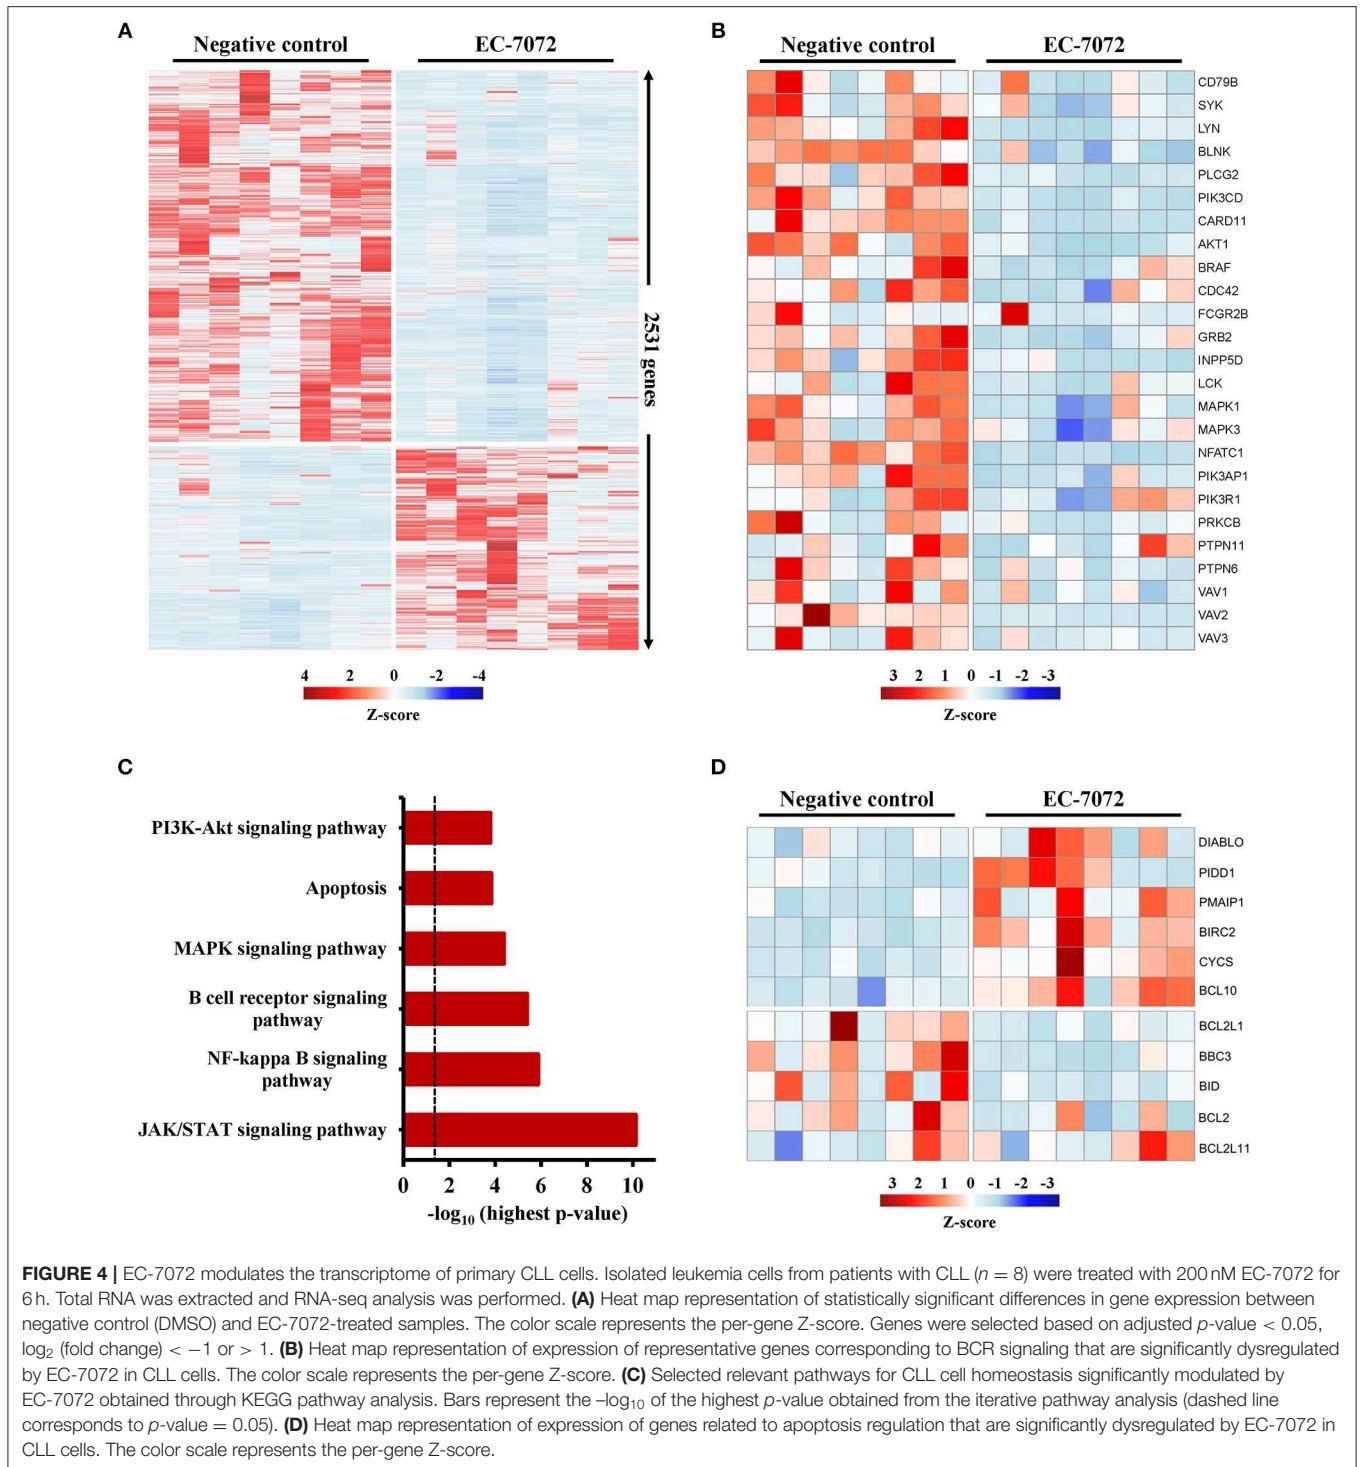 A
Negative control
EC-7072
2531 genes
4 2 0 -2 -4
Z-score
B
Negative control
EC-7072
CD79B
SYK
LYN
BLNK
PLCG2
PIK3CD
CARD11
AKT1
BRAF
CDC42
FCGR2B
GRB2
INPP5D
LCK
MAPK1
MAPK3
NFATC1
PIK3AP1
PIK3R1
PRKCB
PTPN11
PTPN6
VAV1
VAV2
VAV3
3 2 1 0 -1 -2 -3
Z-score
C
PI3K-Akt signaling pathway
Apoptosis
MAPK signaling pathway
B cell receptor signaling
pathway
NF-kappa B signaling
pathway
JAK/STAT signaling pathway
0 2 4 6 8 10
-log10 (highest p-value)
D
Negative control
EC-7072
DIABLO
PIDD1
PMAIP1
BIRC2
CYCS
BCL10
BCL2L1
BBC3
BID
BCL2
BCL2L11
3 2 1 0 -1 -2 -3
Z-score
FIGURE 4 | EC-7072 modulates the transcriptome of primary CLL cells. Isolated leukemia cells from patients with CLL (n = 8) were treated with 200 nM EC-7072 for
6 h. Total RNA was extracted and RNA-seq analysis was performed. (A) Heat map representation of statistically significant differences in gene expression between
negative control (DMSO) and EC-7072-treated samples. The color scale represents the per-gene Z-score. Genes were selected based on adjusted p-value < 0.05,
log2 (fold change) < −1 or > 1. (B) Heat map representation of expression of representative genes corresponding to BCR signaling that are significantly dysregulated
by EC-7072 in CLL cells. The color scale represents the per-gene Z-score. (C) Selected relevant pathways for CLL cell homeostasis significantly modulated by
EC-7072 obtained through KEGG pathway analysis. Bars represent the –log10 of the highest p-value obtained from the iterative pathway analysis (dashed line
corresponds to p-value = 0.05). (D) Heat map representation of expression of genes related to apoptosis regulation that are significantly dysregulated by EC-7072 in
CLL cells. The color scale represents the per-gene Z-score.